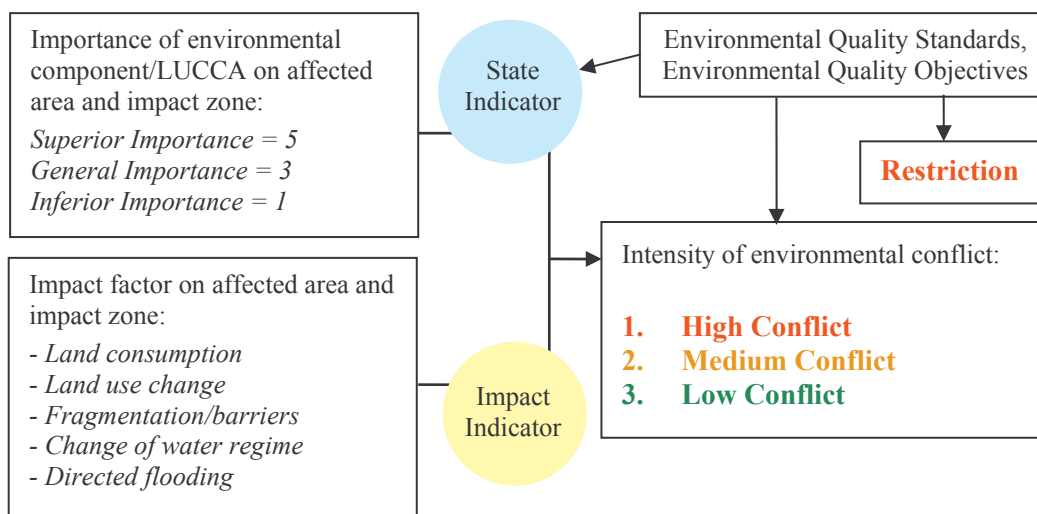 Importance of environmental
component/LUCCA on affected
area and impact zone:
Superior Importance = 5
General Importance = 3
Inferior Importance = 1
State
Indicator
Environmental Quality Standards,
Environmental Quality Objectives
Restriction
Impact factor on affected area and
impact zone:
- Land consumption
- Land use change
- Fragmentation/barriers
- Change of water regime
- Directed flooding
Impact
Indicator
Intensity of environmental conflict:
1. High Conflict
2. Medium Conflict
3. Low Conflict